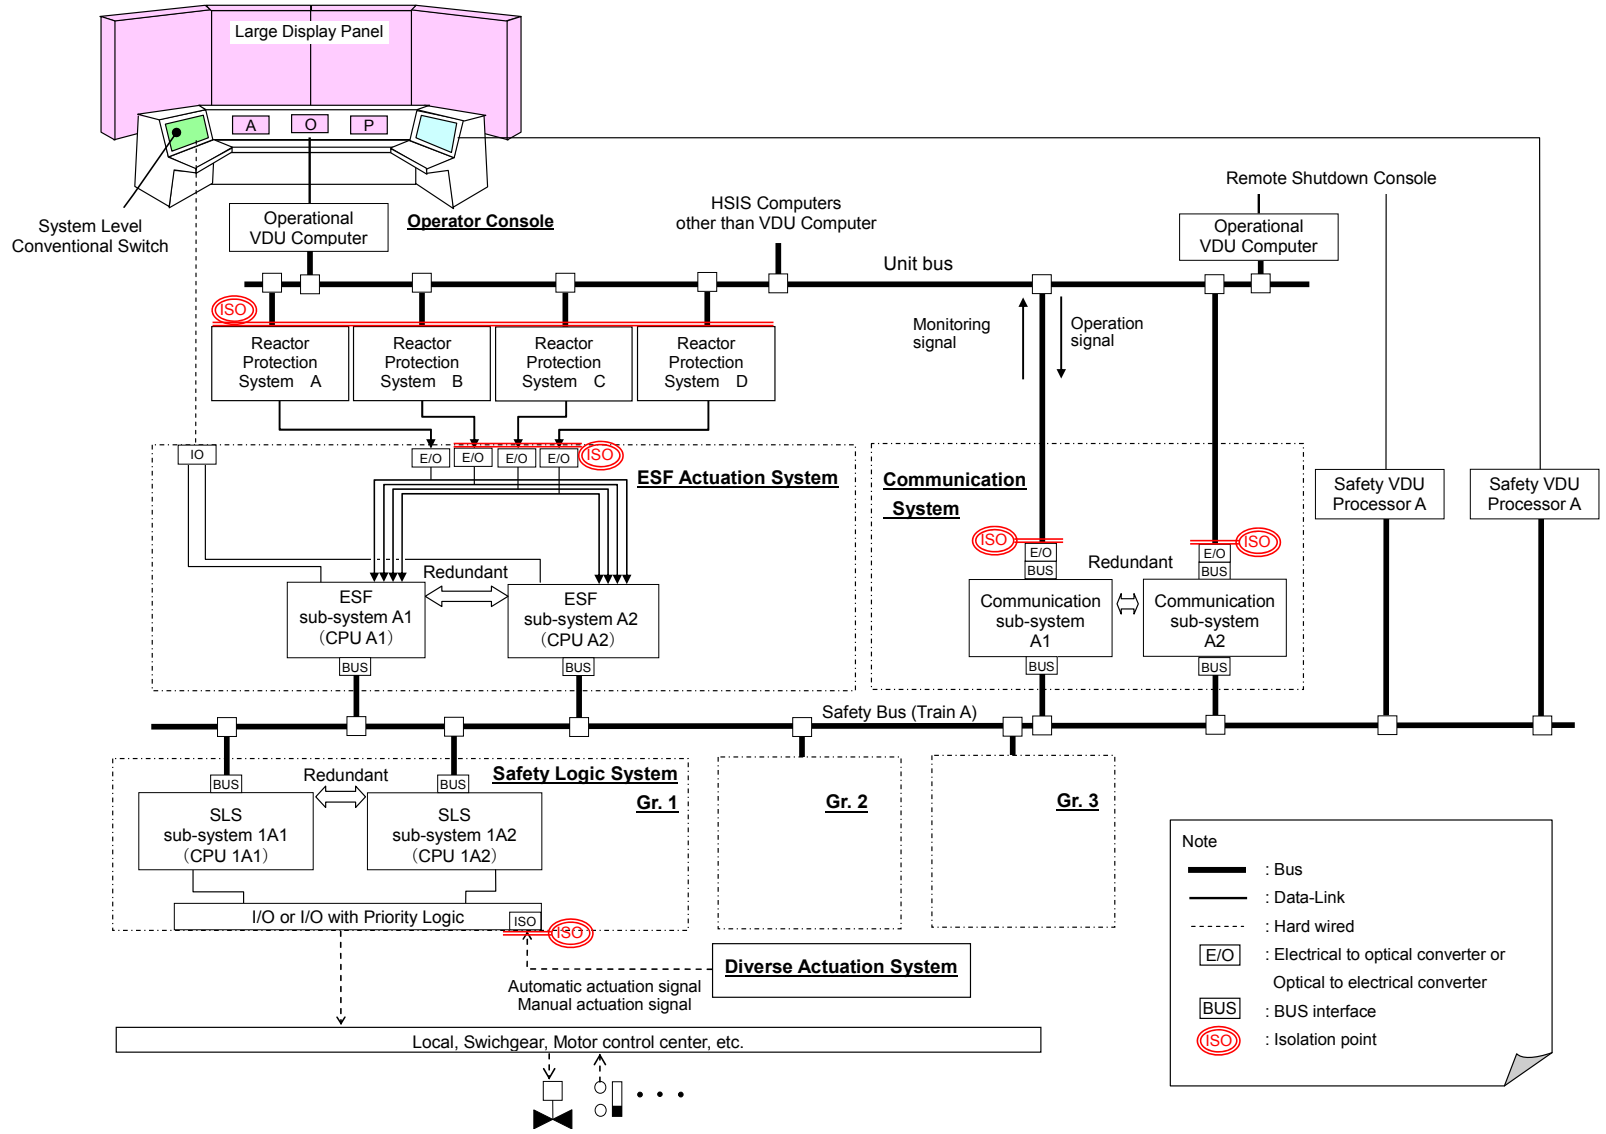 Large Display Panel
A
O
P
System Level
Conventional Switch
Operational
VDU Computer
Operator Console
HSIS Computers
other than VDU Computer
Remote Shutdown Console
Operational
VDU Computer
Unit bus
ISO
Reactor
Protection
System A
Reactor
Protection
System B
Reactor
Protection
System C
Reactor
Protection
System D
Monitoring
signal
Operation
signal
IO
E/O
E/O
E/O
E/O
ISO
ESF Actuation System
Communication
System
Safety VDU
Processor A
Safety VDU
Processor A
ISO
E/O
BUS
Redundant
E/O
BUS
ISO
Redundant
ESF
sub-system A1
(CPU A1)
ESF
sub-system A2
(CPU A2)
Communication
sub-system
A1
Communication
sub-system
A2
BUS
BUS
BUS
BUS
Safety Bus (Train A)
BUS
Redundant
BUS
Safety Logic System
Gr. 1
Gr. 2
Gr. 3
SLS
sub-system 1A1
(CPU 1A1)
SLS
sub-system 1A2
(CPU 1A2)
I/O or I/O with Priority Logic
ISO
ISO
Diverse Actuation System
Automatic actuation signal
Manual actuation signal
Local, Swichgear, Motor control center, etc.
Note
: Bus
: Data-Link
: Hard wired
E/O : Electrical to optical converter or
Optical to electrical converter
BUS : BUS interface
ISO : Isolation point